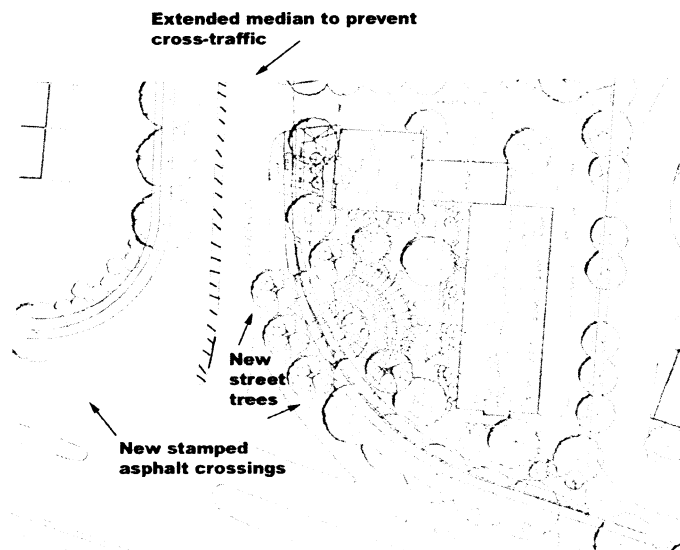 Extended median to prevent
cross-traffic
New
street
trees
New stamped
asphalt crossings